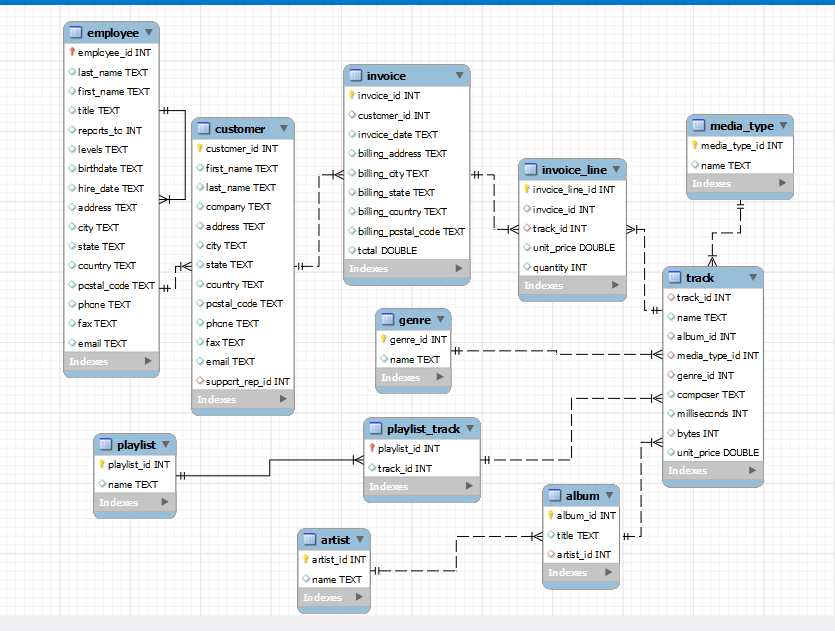 employee
employee_id INT
last_name TEXT
first_name TEXT
title TEXT
reports_to INT
levels TEXT
birthdate TEXT
hire_date TEXT
address TEXT
city TEXT
state TEXT
country TEXT
postal_code TEXT
phone TEXT
fax TEXT
email TEXT
Indexes
customer
customer_id INT
first_name TEXT
last_name TEXT
company TEXT
address TEXT
city TEXT
state TEXT
country TEXT
postal_code TEXT
phone TEXT
fax TEXT
email TEXT
support_rep_id INT
Indexes
invoice
invoice_id INT
customer_id INT
invoice_date TEXT
billing_address TEXT
billing_city TEXT
billing_state TEXT
billing_country TEXT
billing_postal_code TEXT
total DOUBLE
Indexes
invoice_line
invoice_line_id INT
invoice_id INT
track_id INT
unit_price DOUBLE
quantity INT
Indexes
media_type
media_type_id INT
name TEXT
Indexes
track
track_id INT
name TEXT
album_id INT
media_type_id INT
genre_id INT
composer TEXT
milliseconds INT
bytes INT
unit_price DOUBLE
Indexes
genre
genre_id INT
name TEXT
Indexes
playlist
playlist_id INT
name TEXT
Indexes
playlist_track
playlist_id INT
track_id INT
Indexes
artist
artist_id INT
name TEXT
Indexes
album
album_id INT
title TEXT
artist_id INT
Indexes